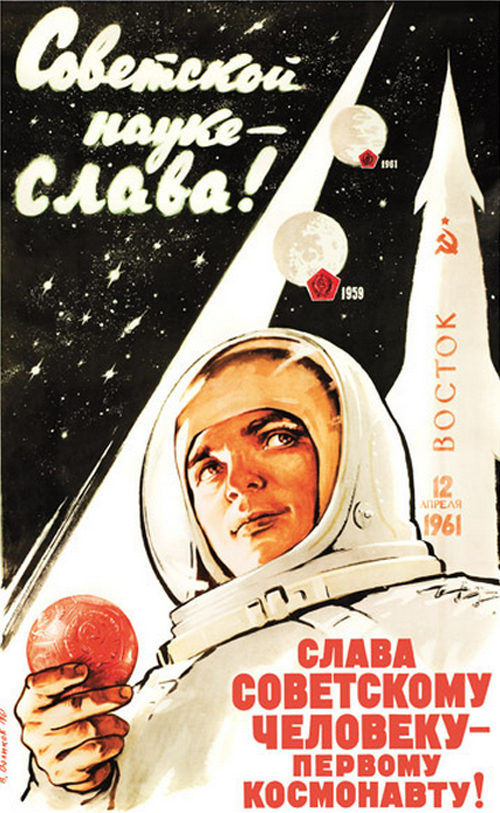 Советской
науке —
слава!
1961
1959
ВОСТОК
12
АПРЕЛЯ
1961
СЛАВА
СОВЕТСКОМУ
ЧЕЛОВЕКУ—
ПЕРВОМУ
КОСМОНАВТУ!